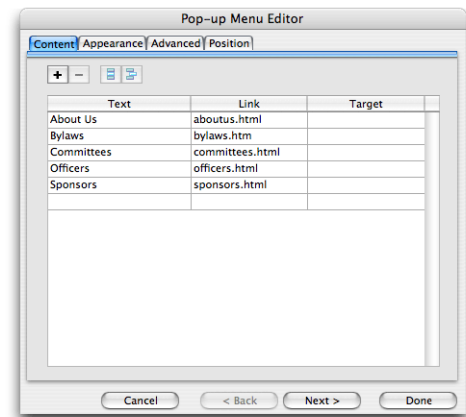 Pop-up Menu Editor
Content Appearance Advanced Position
+ −
Text Link Target
About Us aboutus.html
Bylaws bylaws.htm
Committees committees.html
Officers officers.html
Sponsors sponsors.html
Cancel < Back Next > Done